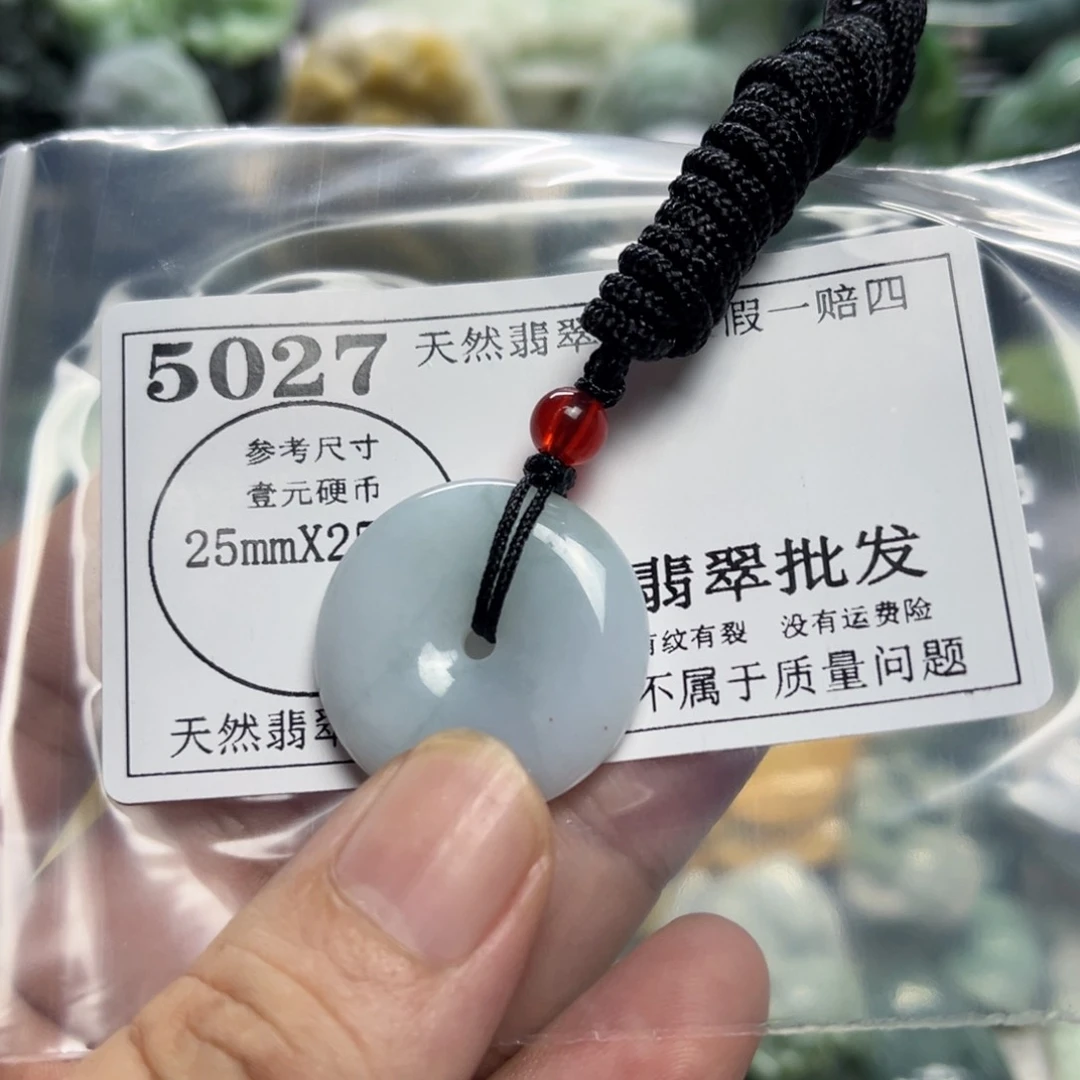 5027
天然翡翠 假一赔四
参考尺寸
壹元硬币
25mmX25
翡翠批发
有纹有裂 没有运费险
不属于质量问题
天然翡翠